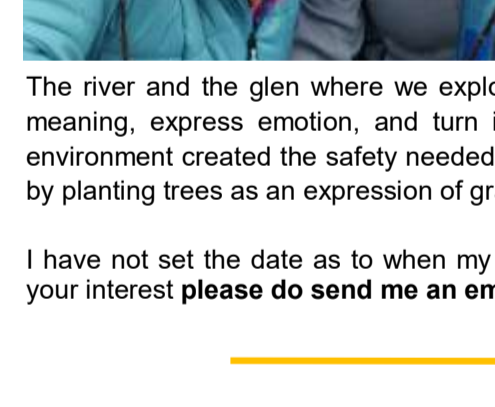 The river and the glen where we explo
meaning, express emotion, and turn i
environment created the safety needed
by planting trees as an expression of gr
I have not set the date as to when my
your interest please do send me an em